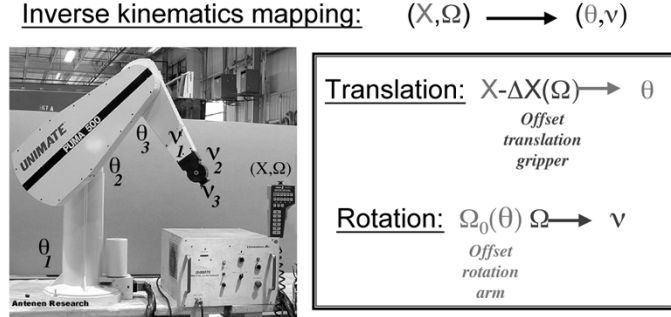 Inverse kinematics mapping: (X,Ω) → (θ,ν)
UNIMATE PUMA 500
θ3 ν1 ν2
θ2 ν3 (X,Ω)
θ1
Antenen Research
Translation: X-ΔX(Ω) → θ
Offset
translation
gripper
Rotation: Ω0(θ) Ω → ν
Offset
rotation
arm